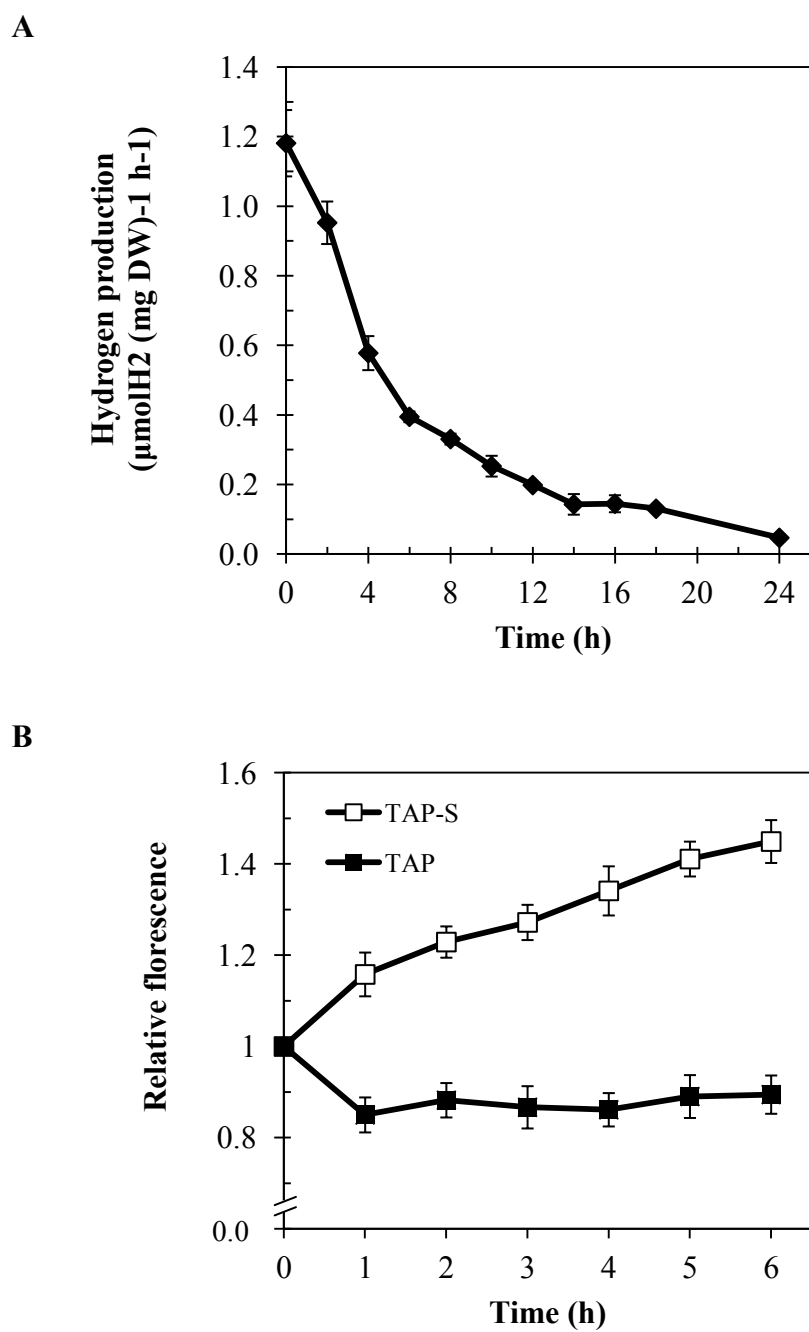 A
Hydrogen production
(µmolH2 (mg DW)-1 h-1)
1.4
1.2
1.0
0.8
0.6
0.4
0.2
0.0
0 4 8 12 16 20 24
Time (h)
B
Relative florescence
1.6
1.4
1.2
1
0.8
0.0
TAP-S
TAP
0 1 2 3 4 5 6
Time (h)